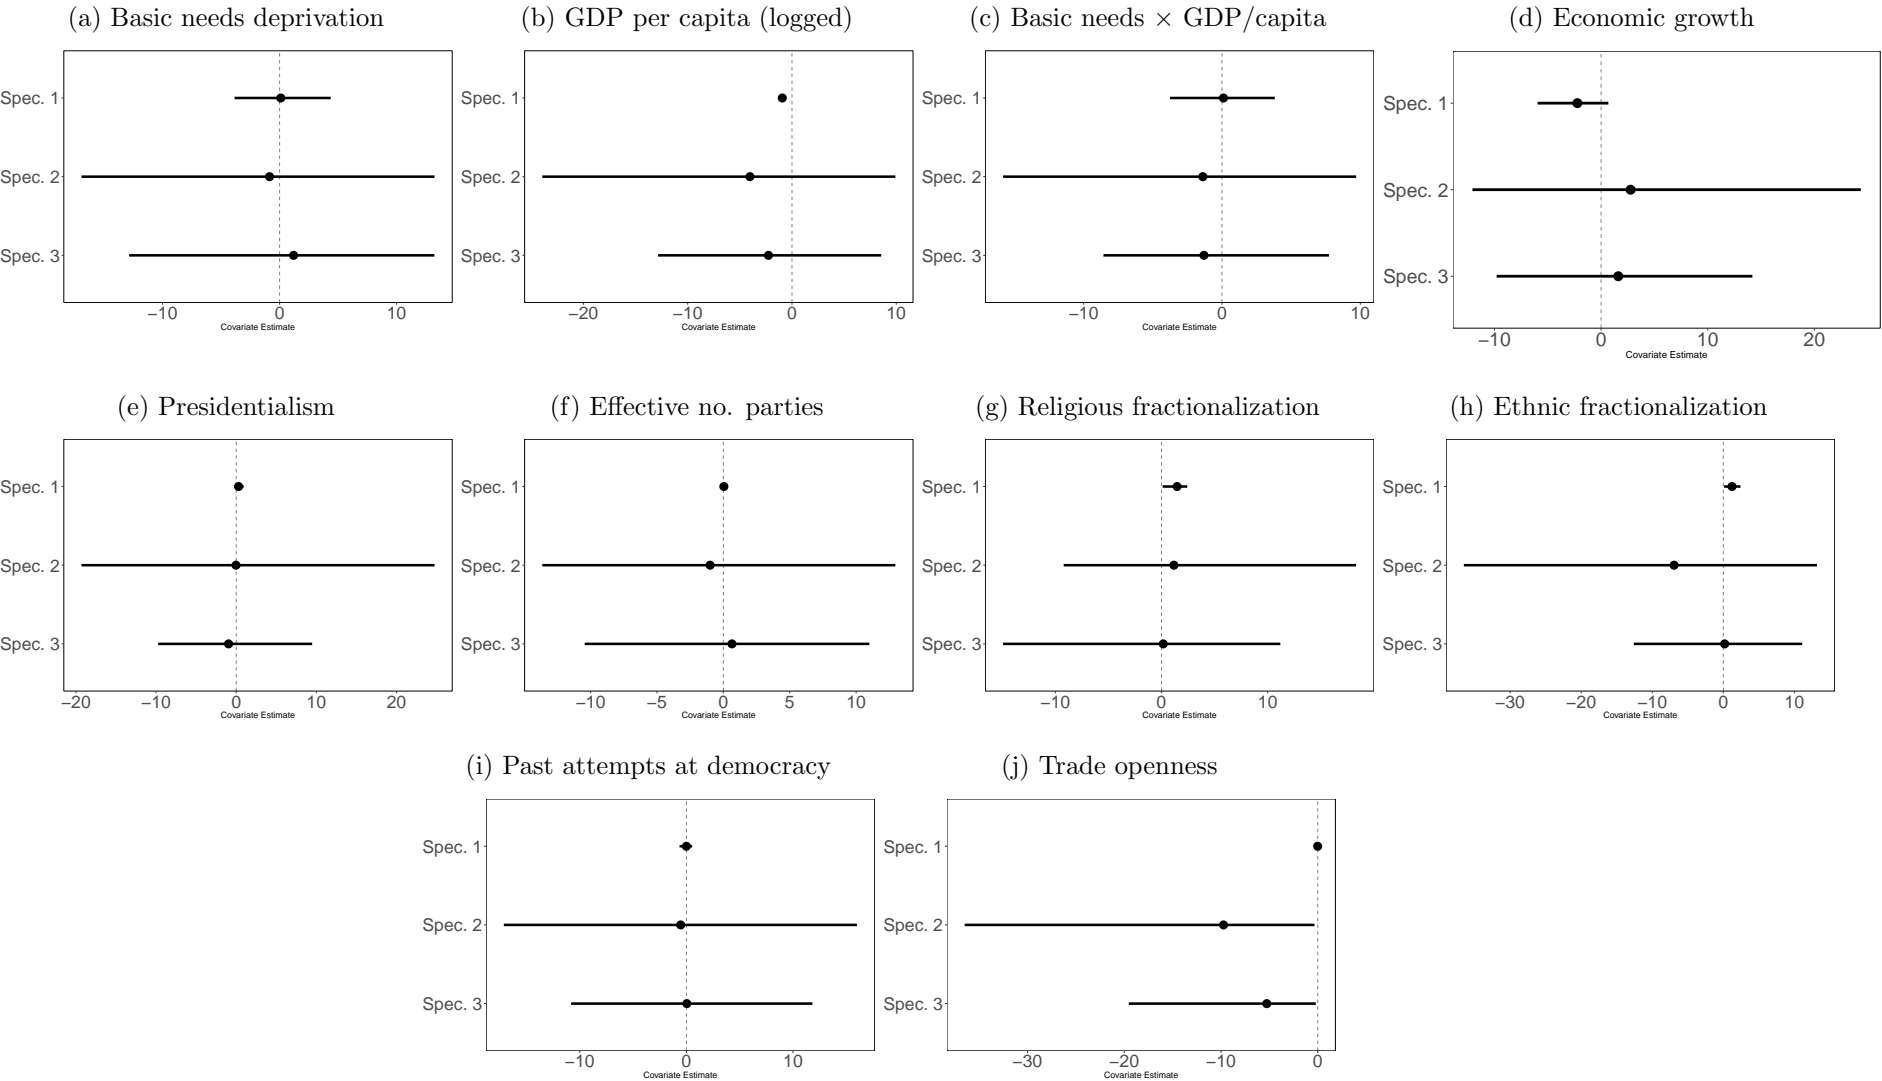 (a) Basic needs deprivation
Spec. 1
Spec. 2
Spec. 3
−10 0 10
Covariate Estimate
(b) GDP per capita (logged)
Spec. 1
Spec. 2
Spec. 3
−20 −10 0 10
Covariate Estimate
(c) Basic needs × GDP/capita
Spec. 1
Spec. 2
Spec. 3
−10 0 10
Covariate Estimate
(d) Economic growth
Spec. 1
Spec. 2
Spec. 3
−10 0 10 20
Covariate Estimate
(e) Presidentialism
Spec. 1
Spec. 2
Spec. 3
−20 −10 0 10 20
Covariate Estimate
(f) Effective no. parties
Spec. 1
Spec. 2
Spec. 3
−10 −5 0 5 10
Covariate Estimate
(g) Religious fractionalization
Spec. 1
Spec. 2
Spec. 3
−10 0 10
Covariate Estimate
(h) Ethnic fractionalization
Spec. 1
Spec. 2
Spec. 3
−30 −20 −10 0 10
Covariate Estimate
(i) Past attempts at democracy
Spec. 1
Spec. 2
Spec. 3
−10 0 10
Covariate Estimate
(j) Trade openness
Spec. 1
Spec. 2
Spec. 3
−30 −20 −10 0
Covariate Estimate